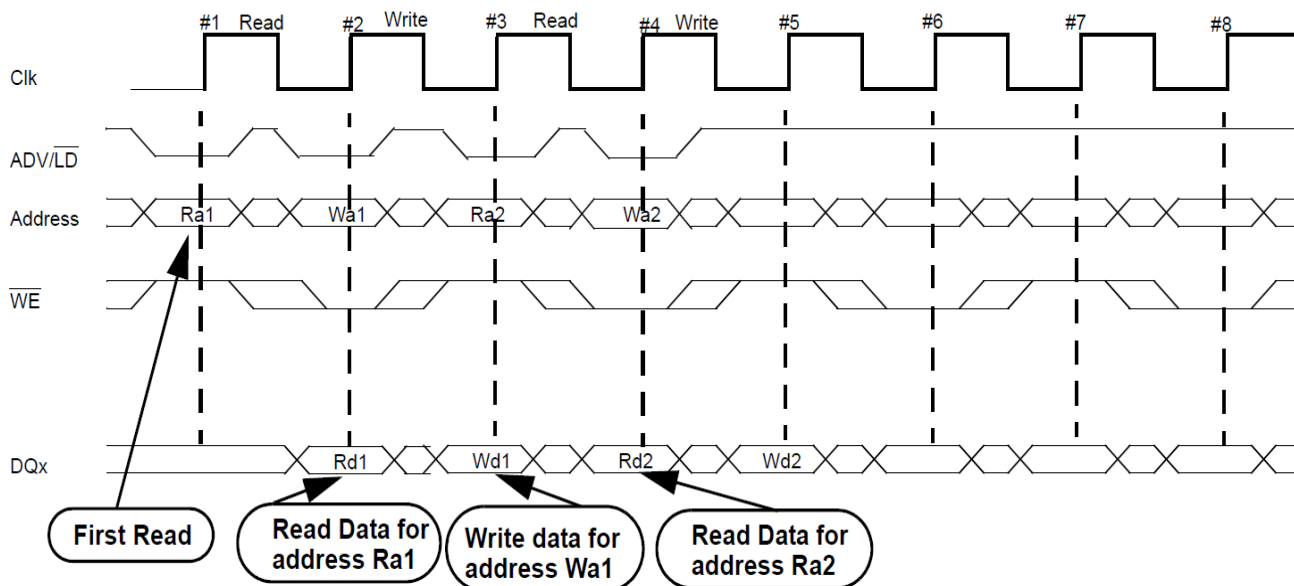 #1 Read #2 Write #3 Read #4 Write #5 #6 #7 #8
Clk
ADV/LD
Address Ra1 Wa1 Ra2 Wa2
WE
DQx Rd1 Wd1 Rd2 Wd2
First Read
Read Data for
address Ra1
Write data for
address Wa1
Read Data for
address Ra2